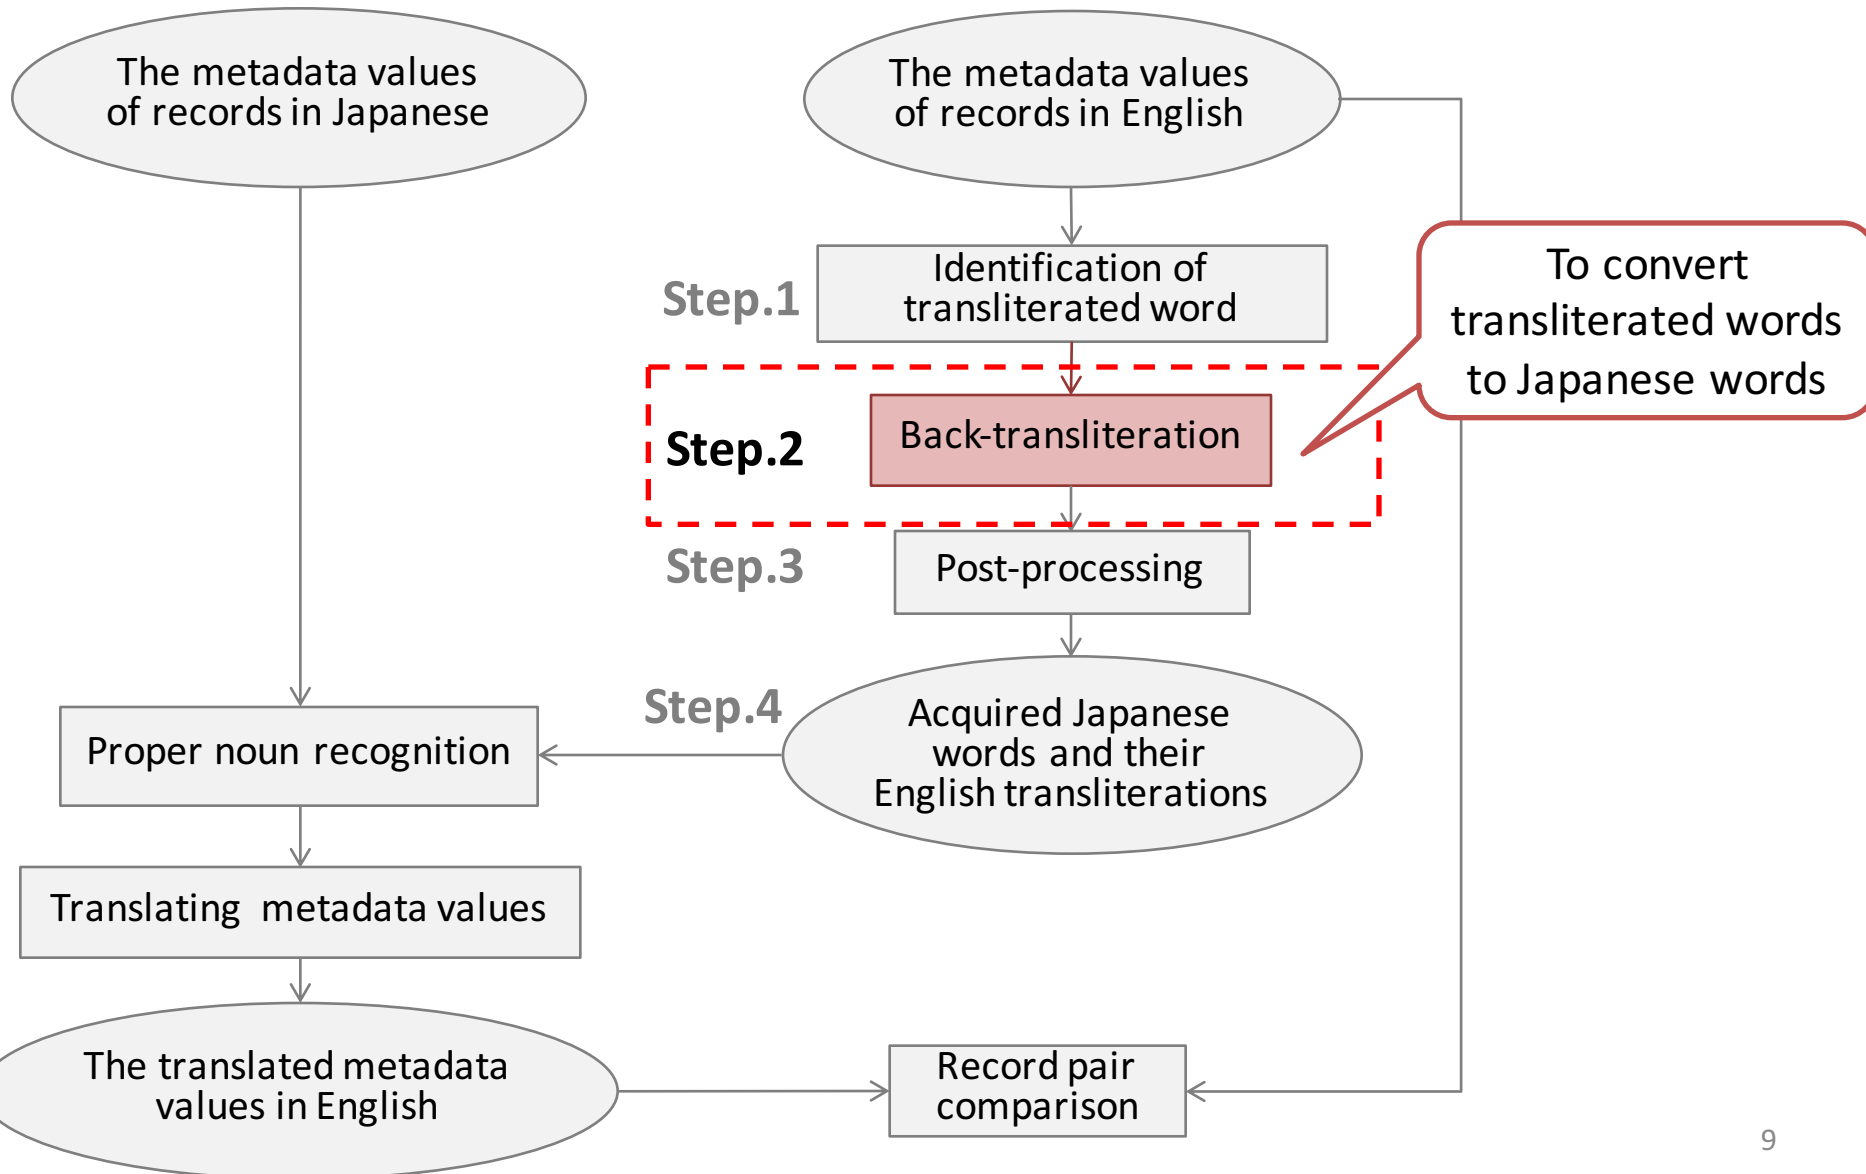 The metadata values
of records in Japanese
The metadata values
of records in English
Step.1
Identification of
transliterated word
To convert
transliterated words
to Japanese words
Step.2
Back-transliteration
Step.3
Post-processing
Step.4
Acquired Japanese
words and their
English transliterations
Proper noun recognition
Translating metadata values
The translated metadata
values in English
Record pair
comparison
9